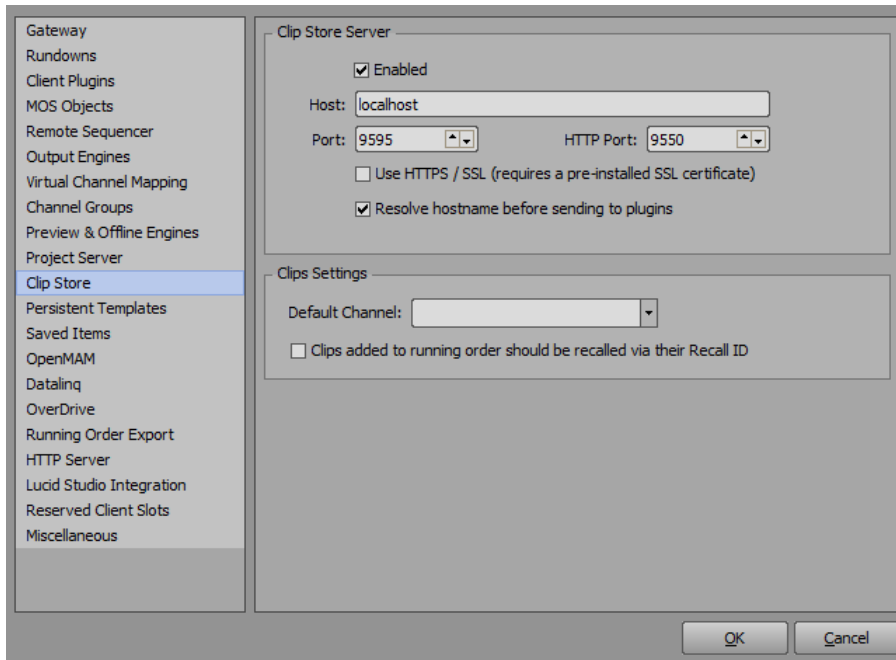 Gateway
Rundowns
Client Plugins
MOS Objects
Remote Sequencer
Output Engines
Virtual Channel Mapping
Channel Groups
Preview & Offline Engines
Project Server
Clip Store
Persistent Templates
Saved Items
OpenMAM
Datalinq
OverDrive
Running Order Export
HTTP Server
Lucid Studio Integration
Reserved Client Slots
Miscellaneous
Clip Store Server
Enabled
Host: localhost
Port: 9595 HTTP Port: 9550
Use HTTPS / SSL (requires a pre-installed SSL certificate)
Resolve hostname before sending to plugins
Clips Settings
Default Channel:
Clips added to running order should be recalled via their Recall ID
OK Cancel